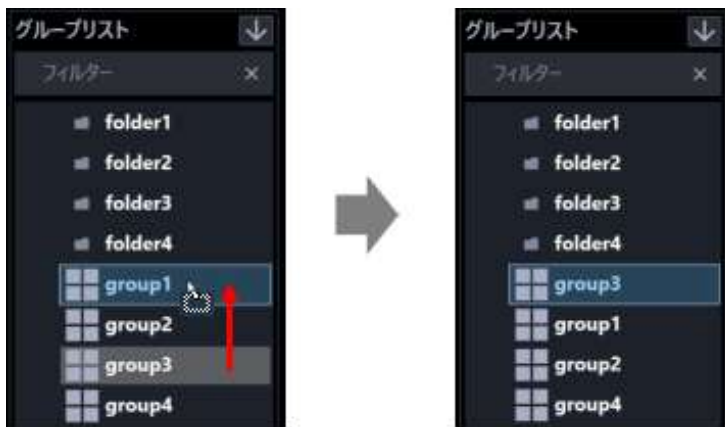 グループリスト
フィルター
folder1
folder2
folder3
folder4
group1
group2
group3
group4
グループリスト
フィルター
folder1
folder2
folder3
folder4
group3
group1
group2
group4